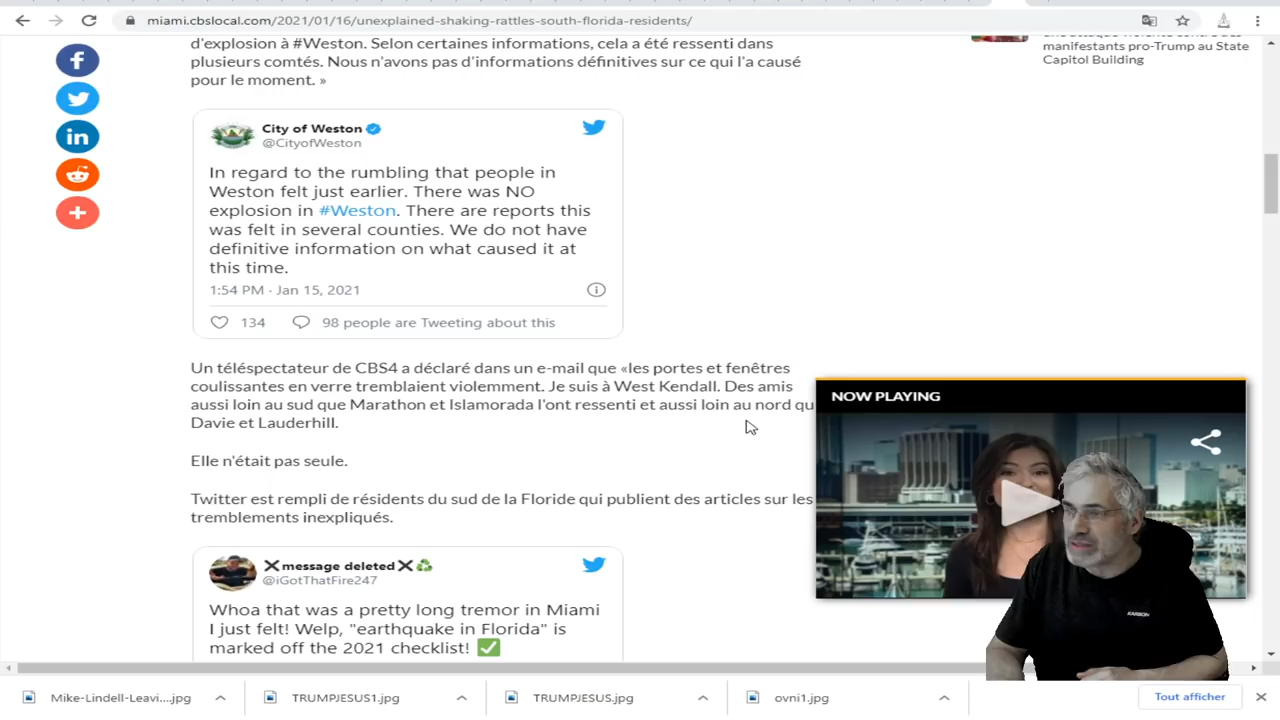 miami.cbslocal.com/2021/01/16/unexplained-shaking-rattles-south-florida-residents/
d'explosion à #Weston. Selon certaines informations, cela a été ressenti dans
plusieurs comtés. Nous n'avons pas d'informations définitives sur ce qui l'a causé
pour le moment. »
manifestants pro-Trump au State
Capitol Building
City of Weston
@CityofWeston
In regard to the rumbling that people in
Weston felt just earlier. There was NO
explosion in #Weston. There are reports this
was felt in several counties. We do not have
definitive information on what caused it at
this time.
1:54 PM · Jan 15, 2021
134 98 people are Tweeting about this
Un téléspectateur de CBS4 a déclaré dans un e-mail que «les portes et fenêtres
coulissantes en verre tremblaient violemment. Je suis à West Kendall. Des amis
aussi loin au sud que Marathon et Islamorada l'ont ressenti et aussi loin au nord qu
Davie et Lauderhill.
NOW PLAYING
Elle n'était pas seule.
Twitter est rempli de résidents du sud de la Floride qui publient des articles sur les
tremblements inexpliqués.
❌message deleted❌♻️
@iGotThatFire247
Whoa that was a pretty long tremor in Miami
I just felt! Welp, "earthquake in Florida" is
marked off the 2021 checklist! ✅
KARBON
Mike-Lindell-Leavi....jpg
TRUMPJESUS1.jpg
TRUMPJESUS.jpg
ovni1.jpg
Tout afficher